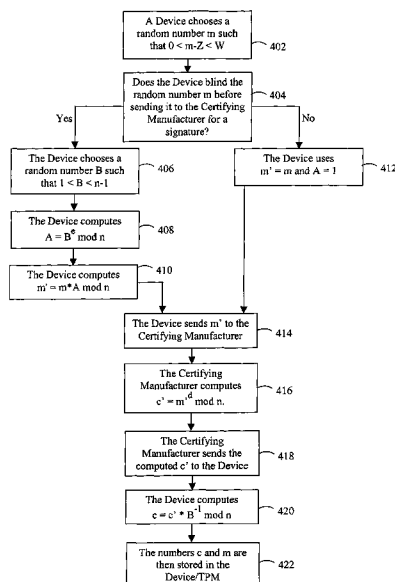 A Device chooses a
random number m such
that 0 < m-Z < W
402
Does the Device blind the
random number m before
sending it to the Certifying
Manufacturer for a
signature?
404
Yes
No
The Device chooses a
random number B such
that 1 < B < n-1
406
The Device uses
m' = m and A = 1
412
The Device computes
A = B^e mod n
408
The Device computes
m' = m*A mod n
410
The Device sends m' to the
Certifying Manufacturer
414
The Certifying
Manufacturer computes
c' = m'^d mod n.
416
The Certifying
Manufacturer sends the
computed c' to the Device
418
The Device computes
c = c' * B^-1 mod n
420
The numbers c and m are
then stored in the
Device/TPM
422